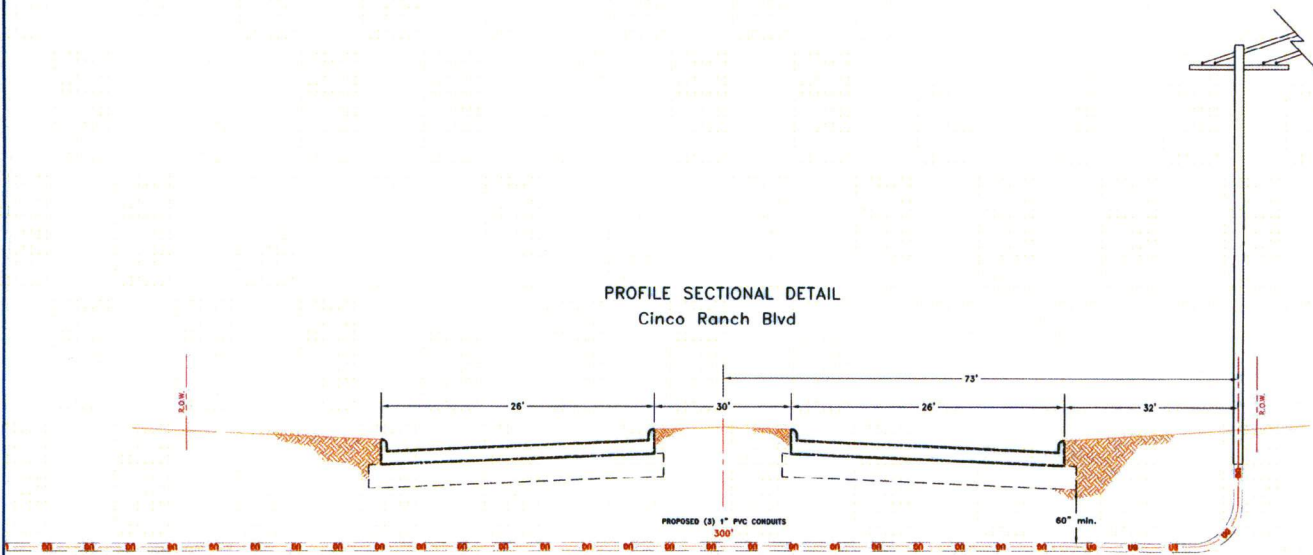 PROFILE SECTIONAL DETAIL
Cinco Ranch Blvd
73'
26'
30'
26'
32'
R.O.W.
R.O.W.
PROPOSED (3) 1" PVC CONDUITS
300'
60" min.